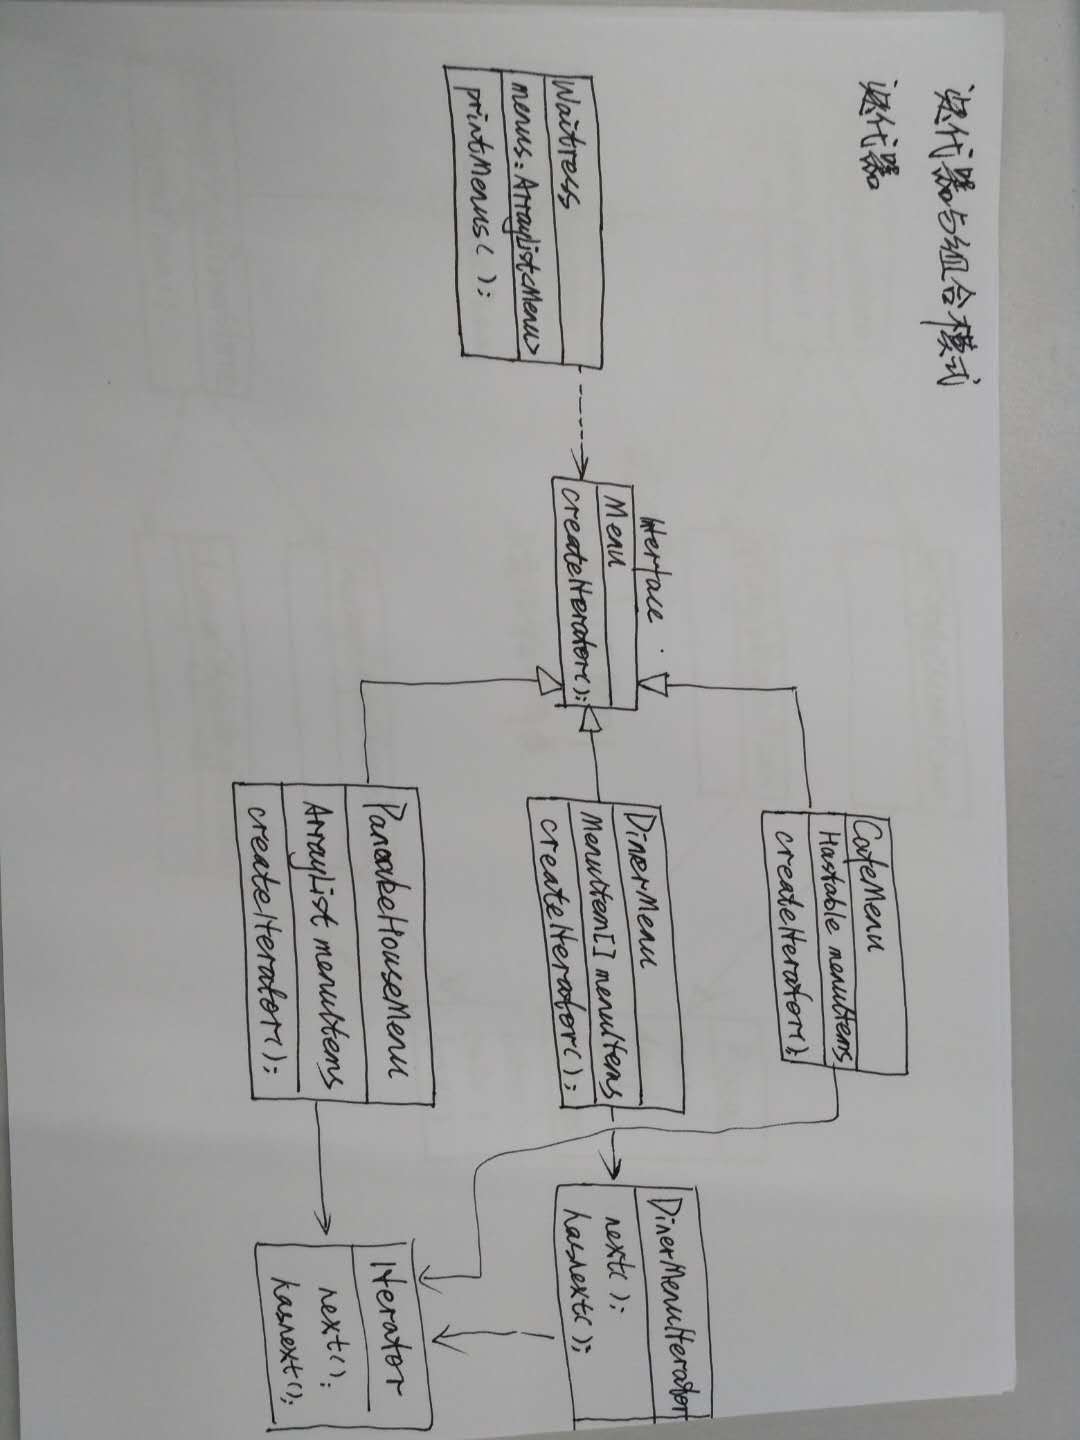 迭代器与组合模式
迭代器
Waitress
menus:ArrayList<Menu>
printMenus();
Interface
Menu
createIterator();
CafeMenu
Hastable menuItems
createIterator();
DinerMenu
MenuItem[] menuItems
createIterator();
PancakeHouseMenu
ArrayList menuItems
createIterator();
DinerMenuIterator
next();
hasnext();
Iterator
next();
hasnext();